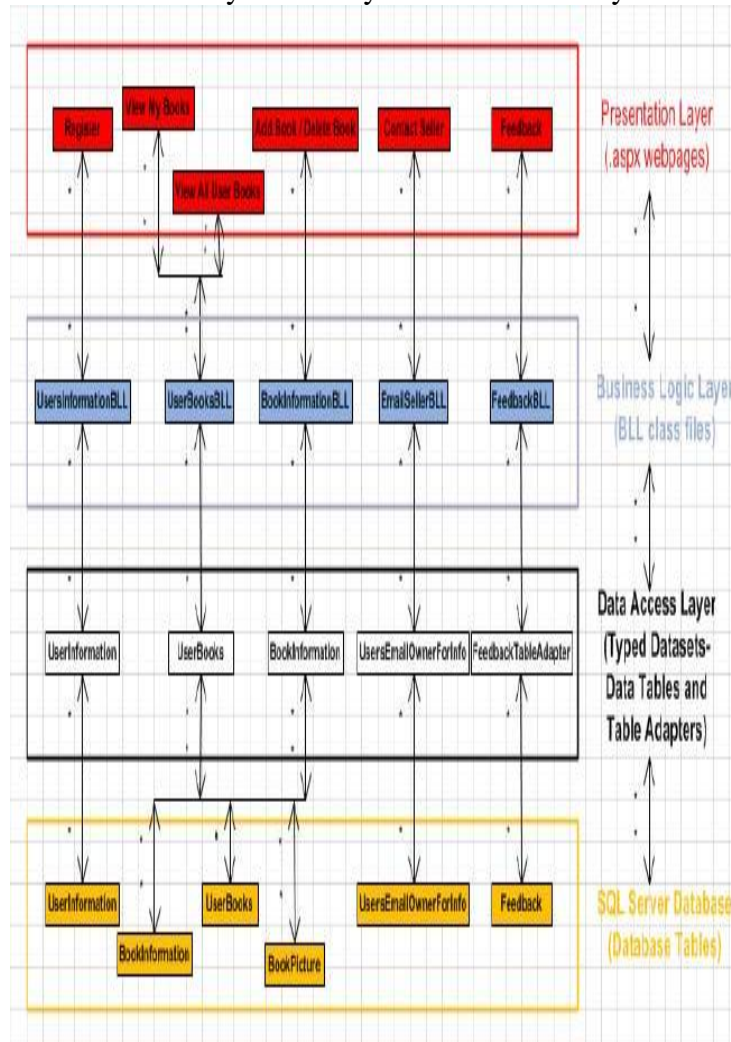 View My Books
Register
Add Book / Delete Book
Contact Seller
Feedback
View All User Books
Presentation Layer
(.aspx webpages)
UsersInformationBLL
UserBooksBLL
BookInformationBLL
EmailSellerBLL
FeedbackBLL
Business Logic Layer
(BLL class files)
UserInformation
UserBooks
BookInformation
UsersEmailOwnerForInfo
FeedbackTableAdapter
Data Access Layer
(Typed Datasets-
Data Tables and
Table Adapters)
UserInformation
UserBooks
UsersEmailOwnerForInfo
Feedback
BookInformation
BookPicture
SQL Server Database
(Database Tables)